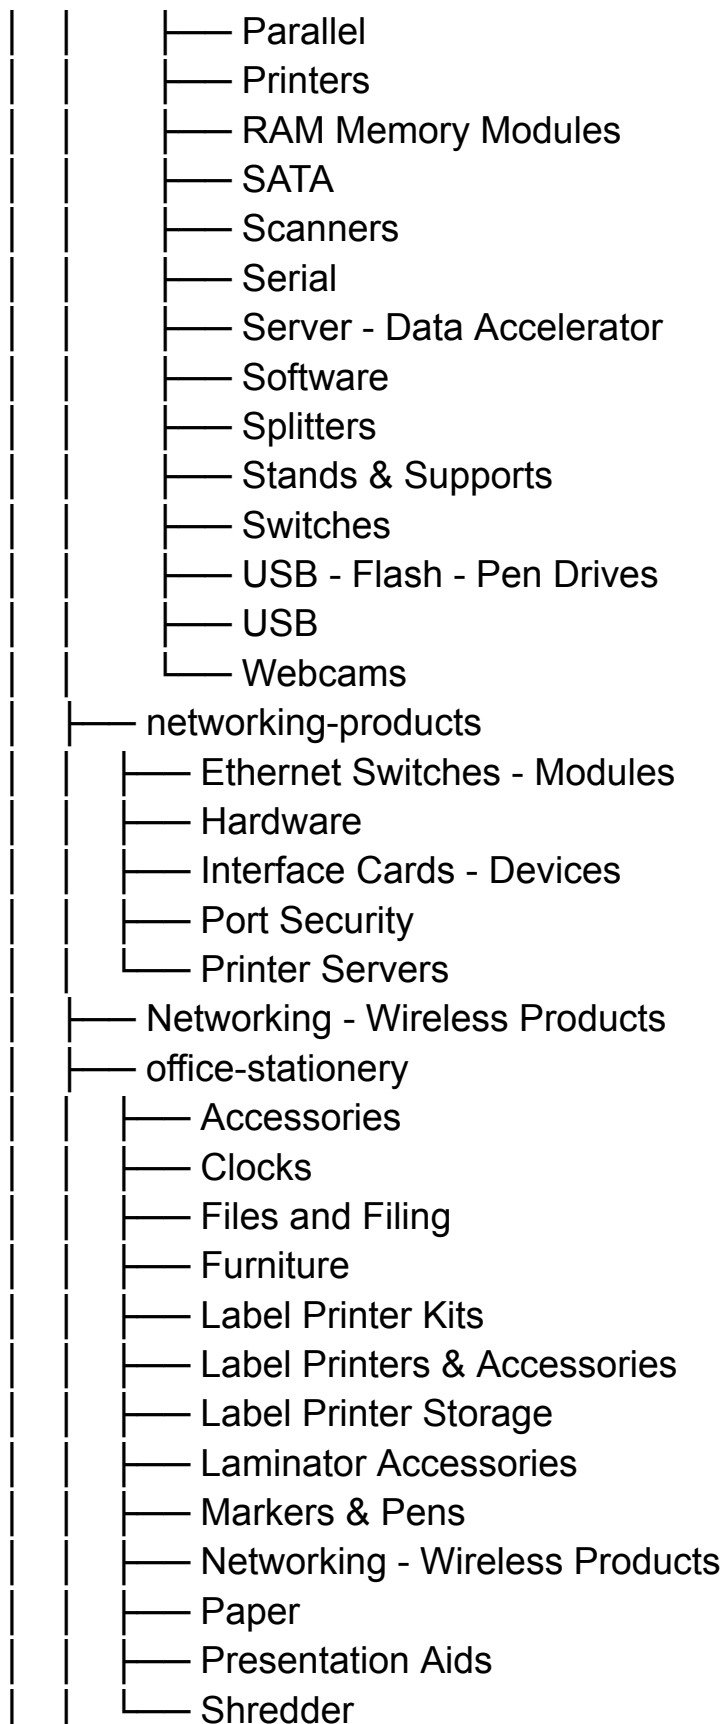 │   │       ├── Parallel
│   │       ├── Printers
│   │       ├── RAM Memory Modules
│   │       ├── SATA
│   │       ├── Scanners
│   │       ├── Serial
│   │       ├── Server - Data Accelerator
│   │       ├── Software
│   │       ├── Splitters
│   │       ├── Stands & Supports
│   │       ├── Switches
│   │       ├── USB - Flash - Pen Drives
│   │       ├── USB
│   │       └── Webcams
│   ├── networking-products
│   │   ├── Ethernet Switches - Modules
│   │   ├── Hardware
│   │   ├── Interface Cards - Devices
│   │   ├── Port Security
│   │   └── Printer Servers
│   ├── Networking - Wireless Products
│   ├── office-stationery
│   │   ├── Accessories
│   │   ├── Clocks
│   │   ├── Files and Filing
│   │   ├── Furniture
│   │   ├── Label Printer Kits
│   │   ├── Label Printers & Accessories
│   │   ├── Label Printer Storage
│   │   ├── Laminator Accessories
│   │   ├── Markers & Pens
│   │   ├── Networking - Wireless Products
│   │   ├── Paper
│   │   ├── Presentation Aids
│   │   └── Shredder